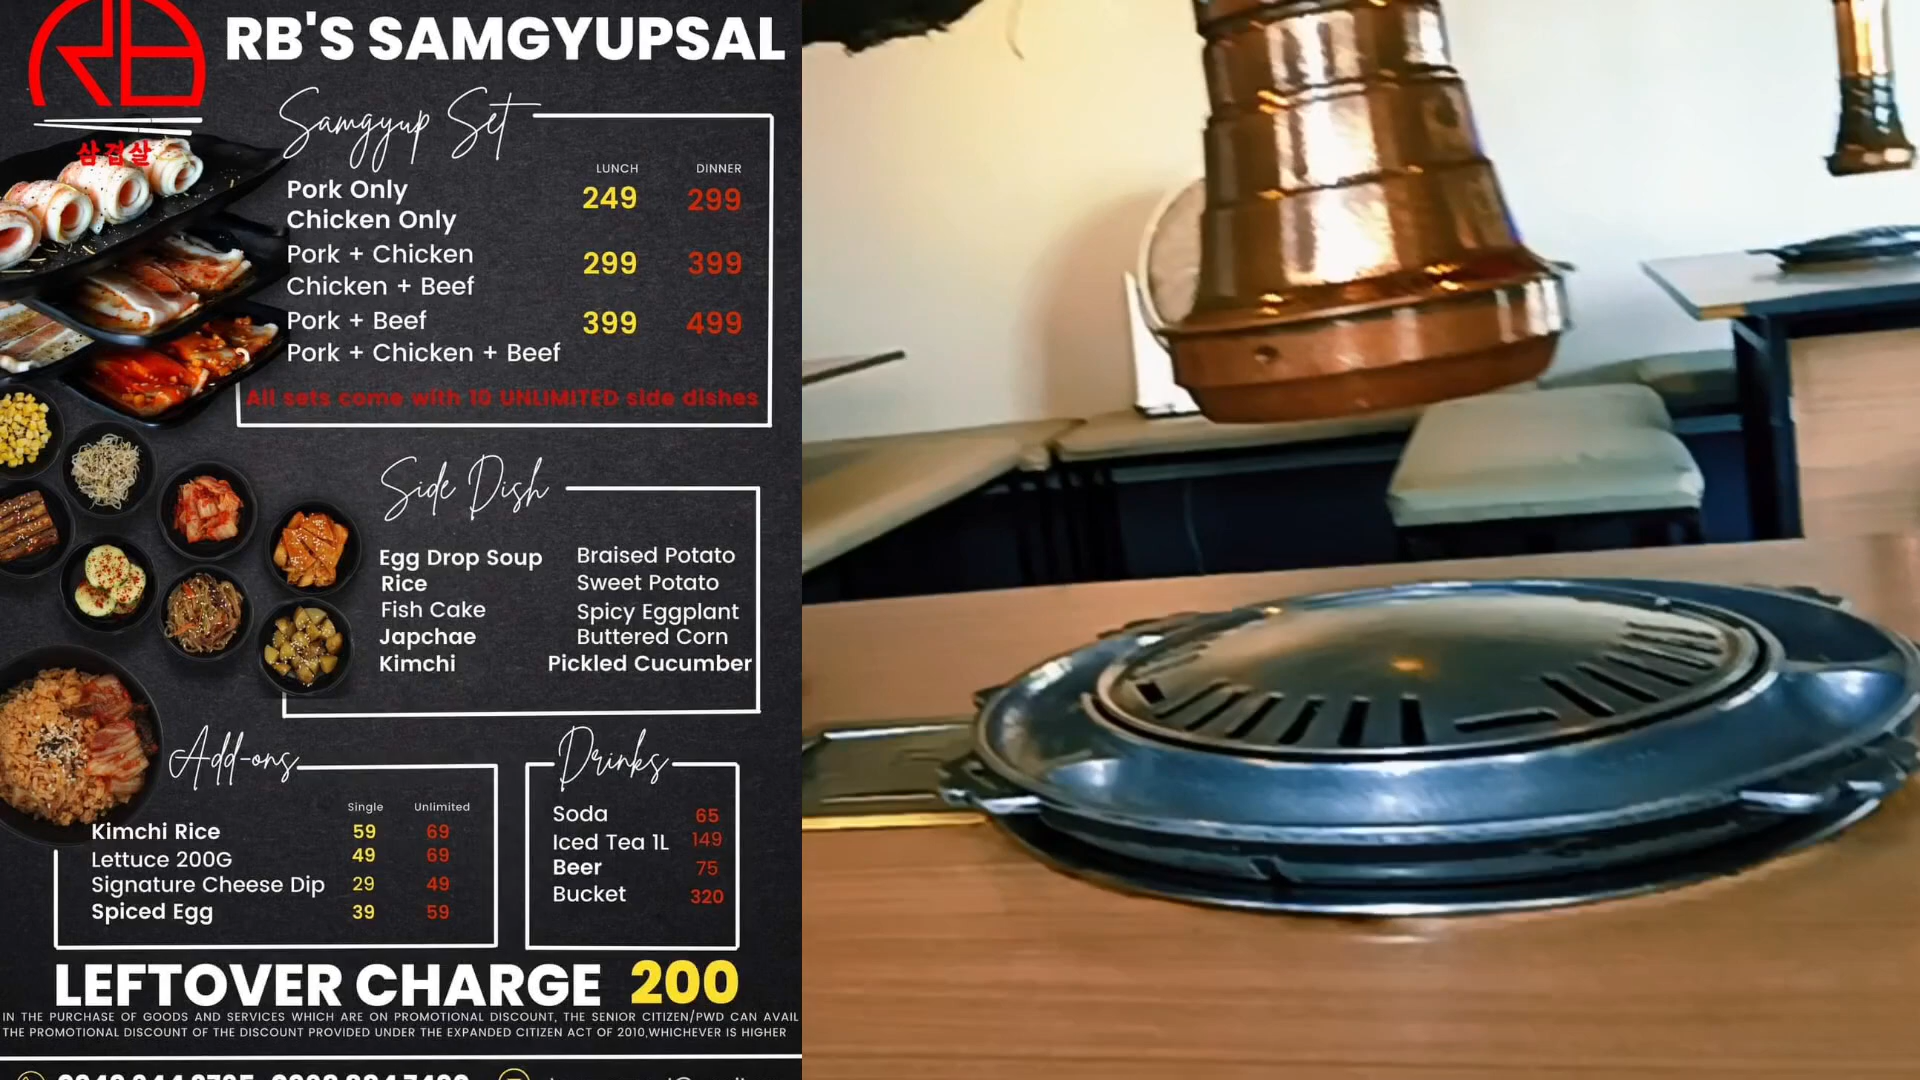 RB
RB'S SAMGYUPSAL
삼겹살
Samgyup Set
LUNCH DINNER
Pork Only
Chicken Only 249 299
Pork + Chicken
Chicken + Beef 299 399
Pork + Beef
Pork + Chicken + Beef 399 499
All sets come with 10 UNLIMITED side dishes
Side Dish
Egg Drop Soup
Rice
Fish Cake
Japchae
Kimchi
Braised Potato
Sweet Potato
Spicy Eggplant
Buttered Corn
Pickled Cucumber
Add-ons
Single Unlimited
Kimchi Rice 59 69
Lettuce 200G 49 69
Signature Cheese Dip 29 49
Spiced Egg 39 59
Drinks
Soda 65
Iced Tea 1L 149
Beer 75
Bucket 320
LEFTOVER CHARGE 200
IN THE PURCHASE OF GOODS AND SERVICES WHICH ARE ON PROMOTIONAL DISCOUNT, THE SENIOR CITIZEN/PWD CAN AVAIL
THE PROMOTIONAL DISCOUNT OF THE DISCOUNT PROVIDED UNDER THE EXPANDED CITIZEN ACT OF 2010,WHICHEVER IS HIGHER